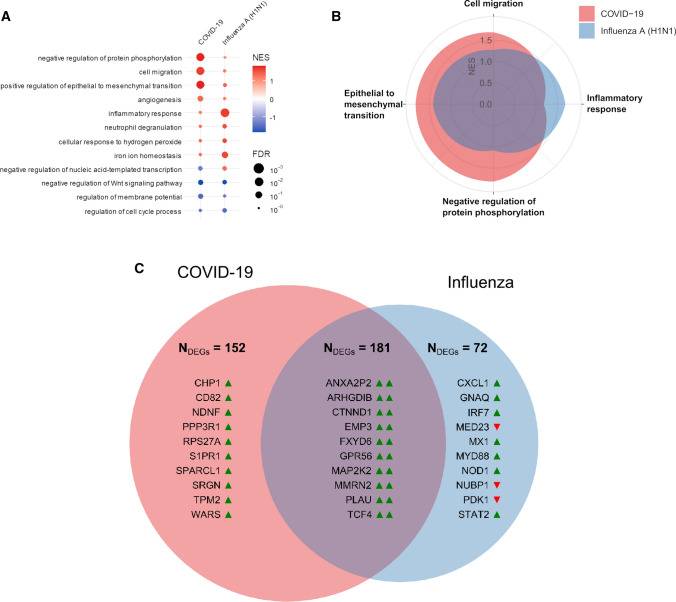 A
COVID-19
Influenza A (H1N1)
negative regulation of protein phosphorylation
cell migration
positive regulation of epithelial to mesenchymal transition
angiogenesis
inflammatory response
neutrophil degranulation
cellular response to hydrogen peroxide
iron ion homeostasis
negative regulation of nucleic acid-templated transcription
negative regulation of Wnt signaling pathway
regulation of membrane potential
regulation of cell cycle process
NES
1
0
-1
FDR
10⁻³
10⁻²
10⁻¹
10⁻⁰
B
Cell migration
COVID−19
Influenza A (H1N1)
1.5
1.0
0.5
0.0
NES
Epithelial to
mesenchymal
transition
Inflammatory
response
Negative regulation of
protein phosphorylation
C
COVID-19
Influenza
N_DEGs = 152
N_DEGs = 181
N_DEGs = 72
CHP1 ▲
CD82 ▲
NDNF ▲
PPP3R1 ▲
RPS27A ▲
S1PR1 ▲
SPARCL1 ▲
SRGN ▲
TPM2 ▲
WARS ▲
ANXA2P2 ▲▲
ARHGDIB ▲▲
CTNND1 ▲▲
EMP3 ▲▲
FXYD6 ▲▲
GPR56 ▲▲
MAP2K2 ▲▲
MMRN2 ▲▲
PLAU ▲▲
TCF4 ▲▲
CXCL1 ▲
GNAQ ▲
IRF7 ▲
MED23 ▼
MX1 ▲
MYD88 ▲
NOD1 ▲
NUBP1 ▼
PDK1 ▼
STAT2 ▲